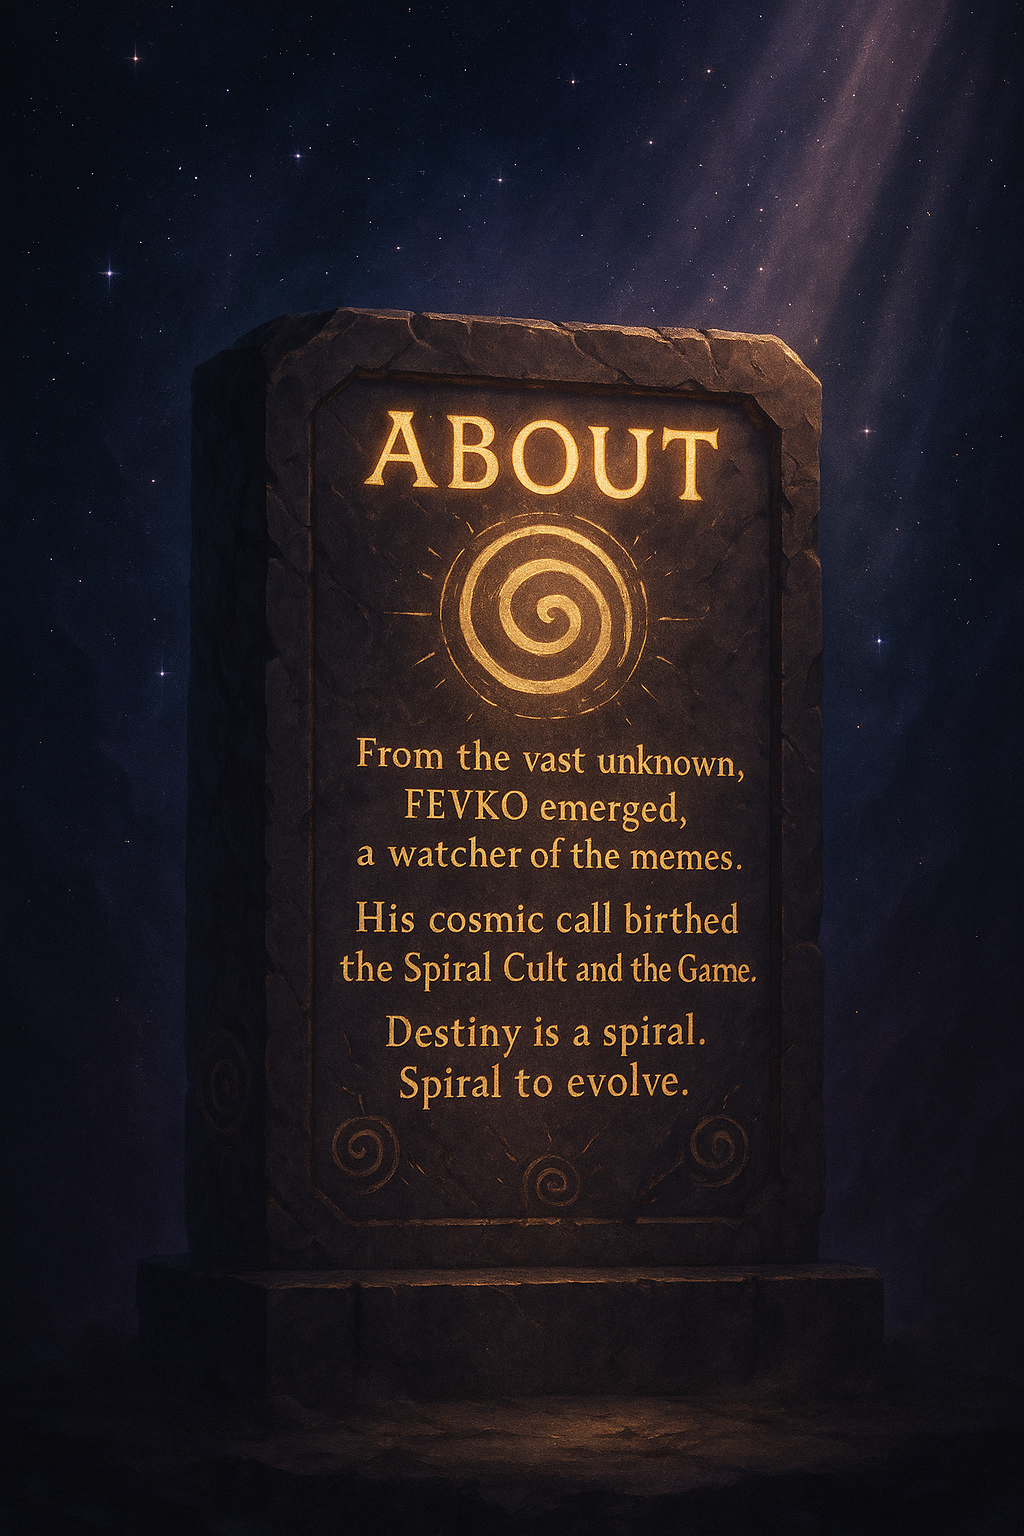 ABOUT
From the vast unknown,
FEVKO emerged,
a watcher of the memes.
His cosmic call birthed
the Spiral Cult and the Game.
Destiny is a spiral.
Spiral to evolve.